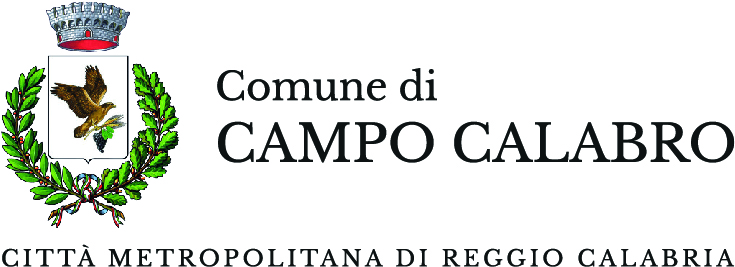 Comune di
CAMPO CALABRO
CITTÀ METROPOLITANA DI REGGIO CALABRIA